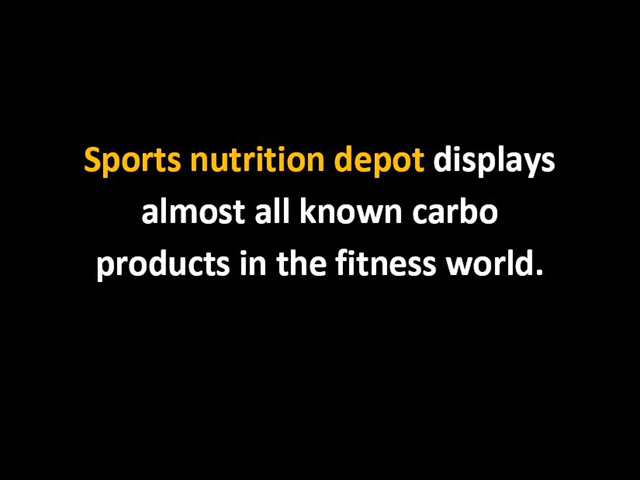 Sports nutrition depot displays
almost all known carbo
products in the fitness world.